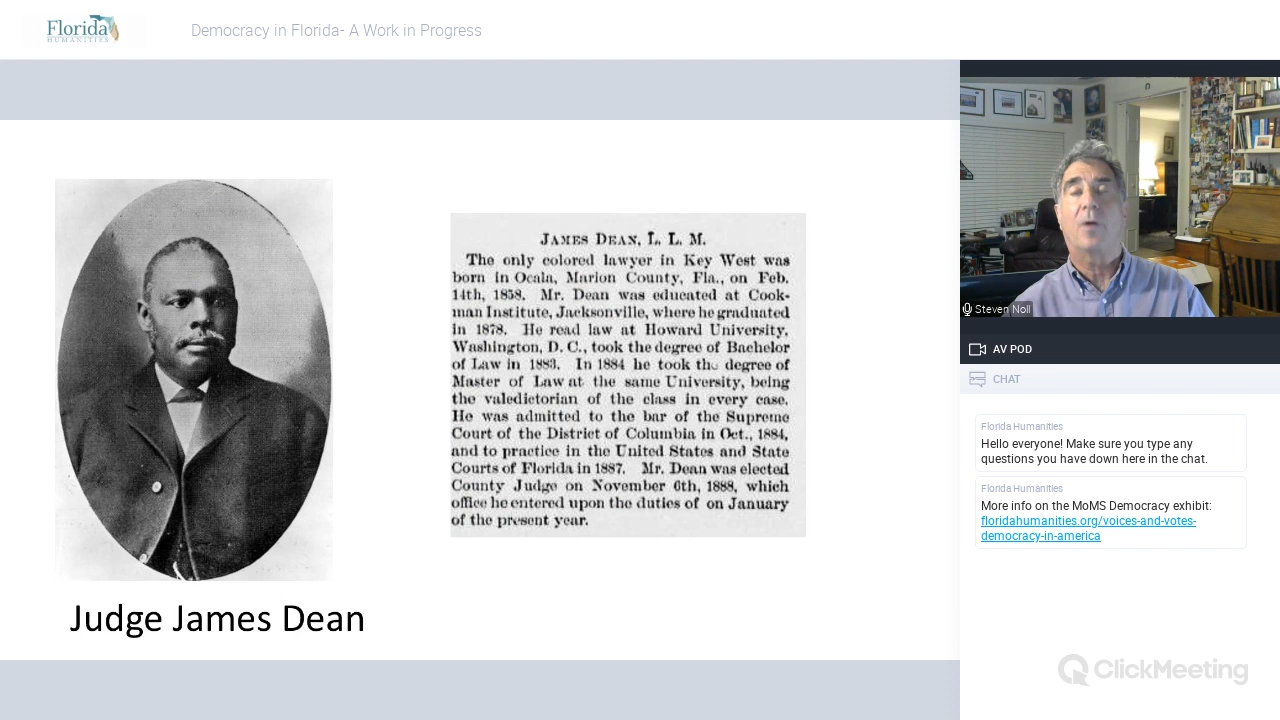 Florida
HUMANITIES
Democracy in Florida- A Work in Progress
JAMES DEAN, L. L. M.
The only colored lawyer in Key West was
born in Ocala, Marion County, Fla., on Feb.
14th, 1858. Mr. Dean was educated at Cook-
man Institute, Jacksonville, where he graduated
in 1878. He read law at Howard University,
Washington, D. C., took the degree of Bachelor
of Law in 1883. In 1884 he took the degree of
Master of Law at the same University, being
the valedictorian of the class in every case.
He was admitted to the bar of the Supreme
Court of the District of Columbia in Oct., 1884,
and to practice in the United States and State
Courts of Florida in 1887. Mr. Dean was elected
County Judge on November 6th, 1888, which
office he entered upon the duties of on January
of the present year.
Judge James Dean
Steven Noll
AV POD
CHAT
Florida Humanities
Hello everyone! Make sure you type any
questions you have down here in the chat.
Florida Humanities
More info on the MoMS Democracy exhibit:
floridahumanities.org/voices-and-votes-
democracy-in-america
ClickMeeting